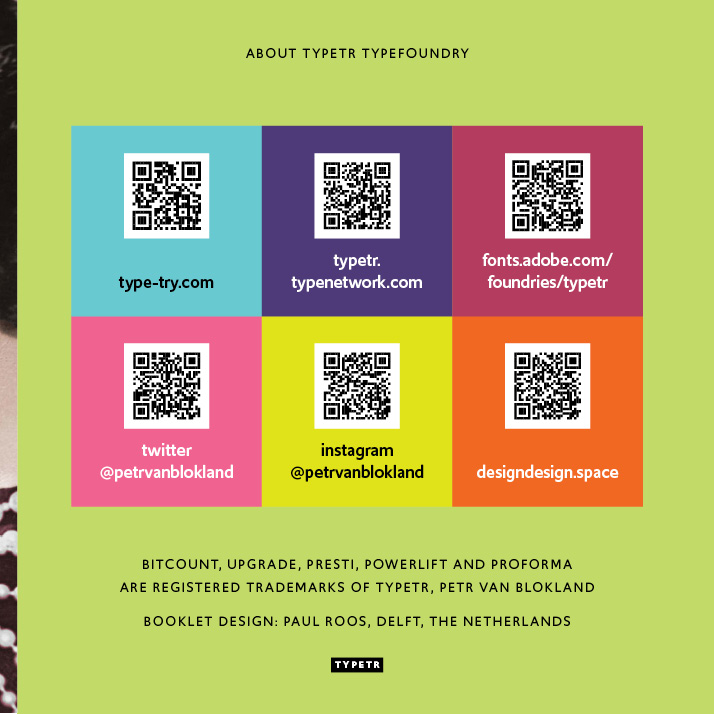 ABOUT TYPETR TYPEFOUNDRY
type-try.com
typetr.
typenetwork.com
fonts.adobe.com/
foundries/typetr
twitter
@petrvanblokland
instagram
@petrvanblokland
designdesign.space
BITCOUNT, UPGRADE, PRESTI, POWERLIFT AND PROFORMA
ARE REGISTERED TRADEMARKS OF TYPETR, PETR VAN BLOKLAND
BOOKLET DESIGN: PAUL ROOS, DELFT, THE NETHERLANDS
TYPETR